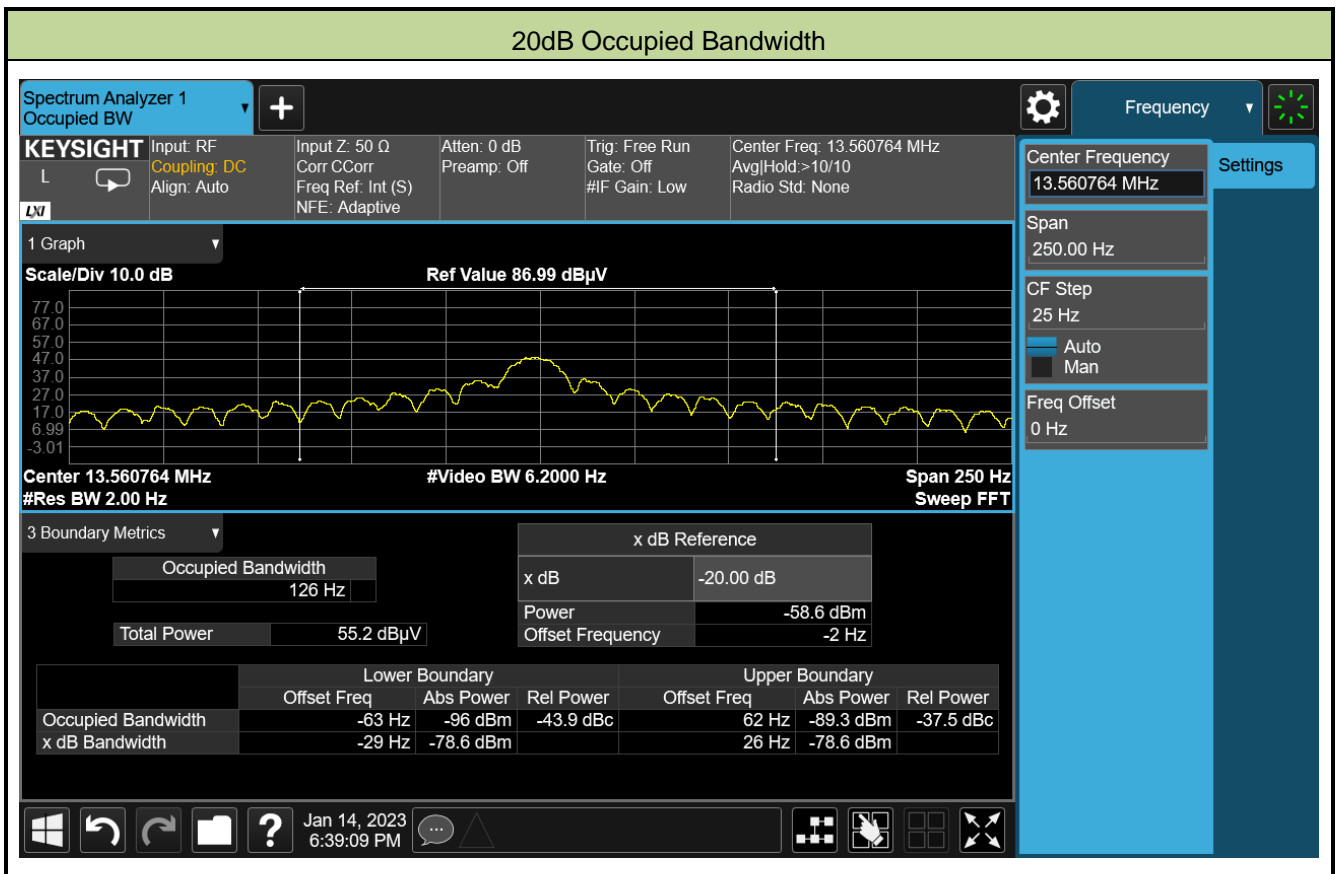 20dB Occupied Bandwidth
Spectrum Analyzer 1
Occupied BW
+
Frequency
KEYSIGHT
L
LXI
Input: RF
Coupling: DC
Align: Auto
Input Z: 50 Ω
Corr CCorr
Freq Ref: Int (S)
NFE: Adaptive
Atten: 0 dB
Preamp: Off
Trig: Free Run
Gate: Off
#IF Gain: Low
Center Freq: 13.560764 MHz
Avg|Hold:>10/10
Radio Std: None
Center Frequency
13.560764 MHz
Settings
Span
250.00 Hz
CF Step
25 Hz
Auto
Man
Freq Offset
0 Hz
1 Graph
Scale/Div 10.0 dB Ref Value 86.99 dBµV
77.0
67.0
57.0
47.0
37.0
27.0
17.0
6.99
-3.01
Center 13.560764 MHz #Video BW 6.2000 Hz Span 250 Hz
#Res BW 2.00 Hz Sweep FFT
3 Boundary Metrics
Occupied Bandwidth
126 Hz
Total Power 55.2 dBµV
x dB Reference
x dB -20.00 dB
Power -58.6 dBm
Offset Frequency -2 Hz
Lower Boundary Upper Boundary
Offset Freq Abs Power Rel Power Offset Freq Abs Power Rel Power
Occupied Bandwidth -63 Hz -96 dBm -43.9 dBc 62 Hz -89.3 dBm -37.5 dBc
x dB Bandwidth -29 Hz -78.6 dBm 26 Hz -78.6 dBm
?
Jan 14, 2023
6:39:09 PM